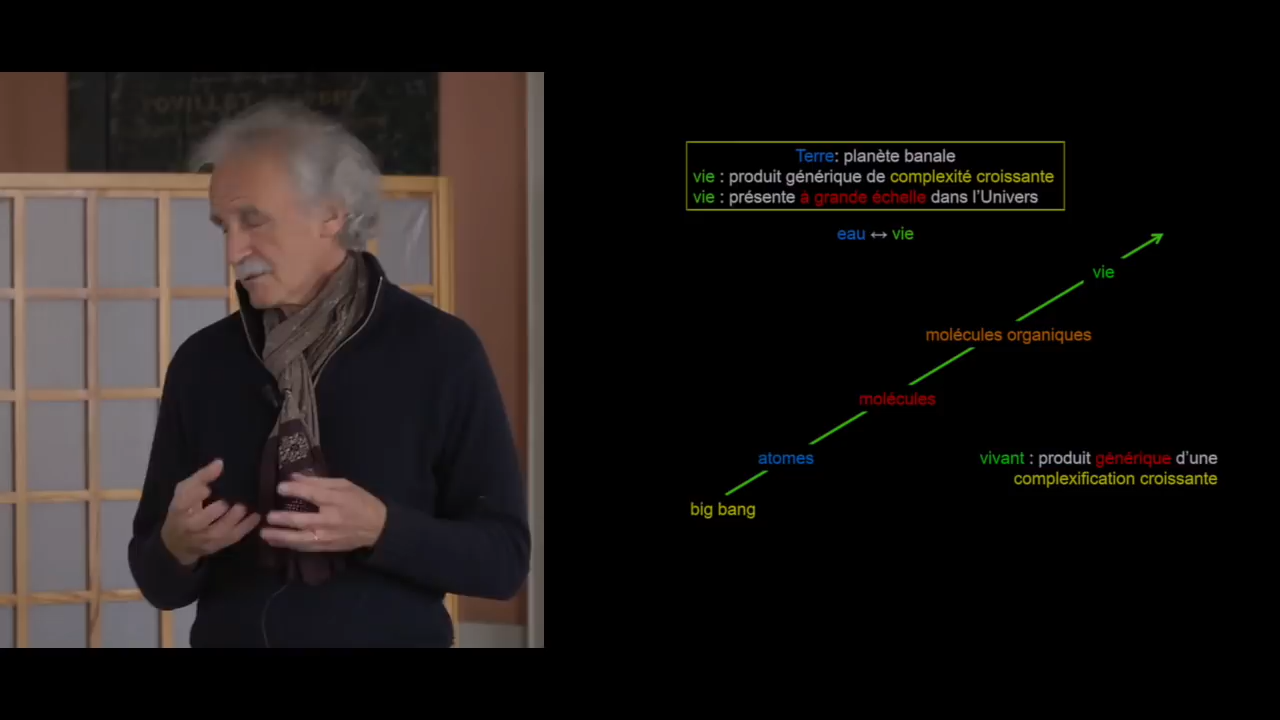 Terre: planète banale
vie : produit générique de complexité croissante
vie : présente à grande échelle dans l'Univers
eau ↔ vie
vie
molécules organiques
molécules
atomes
vivant : produit générique d'une
complexification croissante
big bang